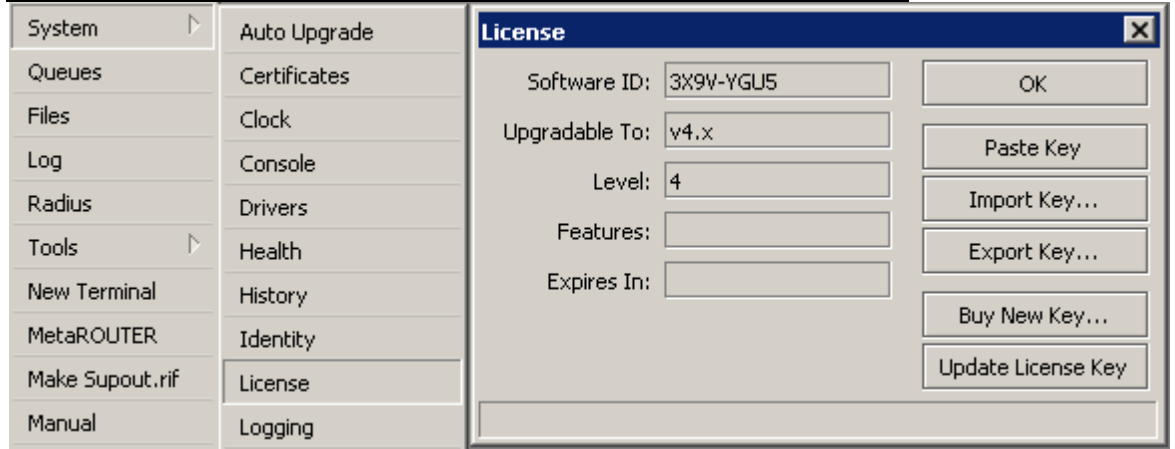 System
Queues
Files
Log
Radius
Tools
New Terminal
MetaROUTER
Make Supout.rif
Manual
Auto Upgrade
Certificates
Clock
Console
Drivers
Health
History
Identity
License
Logging
License
Software ID: 3X9V-YGU5
Upgradable To: v4.x
Level: 4
Features:
Expires In:
OK
Paste Key
Import Key...
Export Key...
Buy New Key...
Update License Key